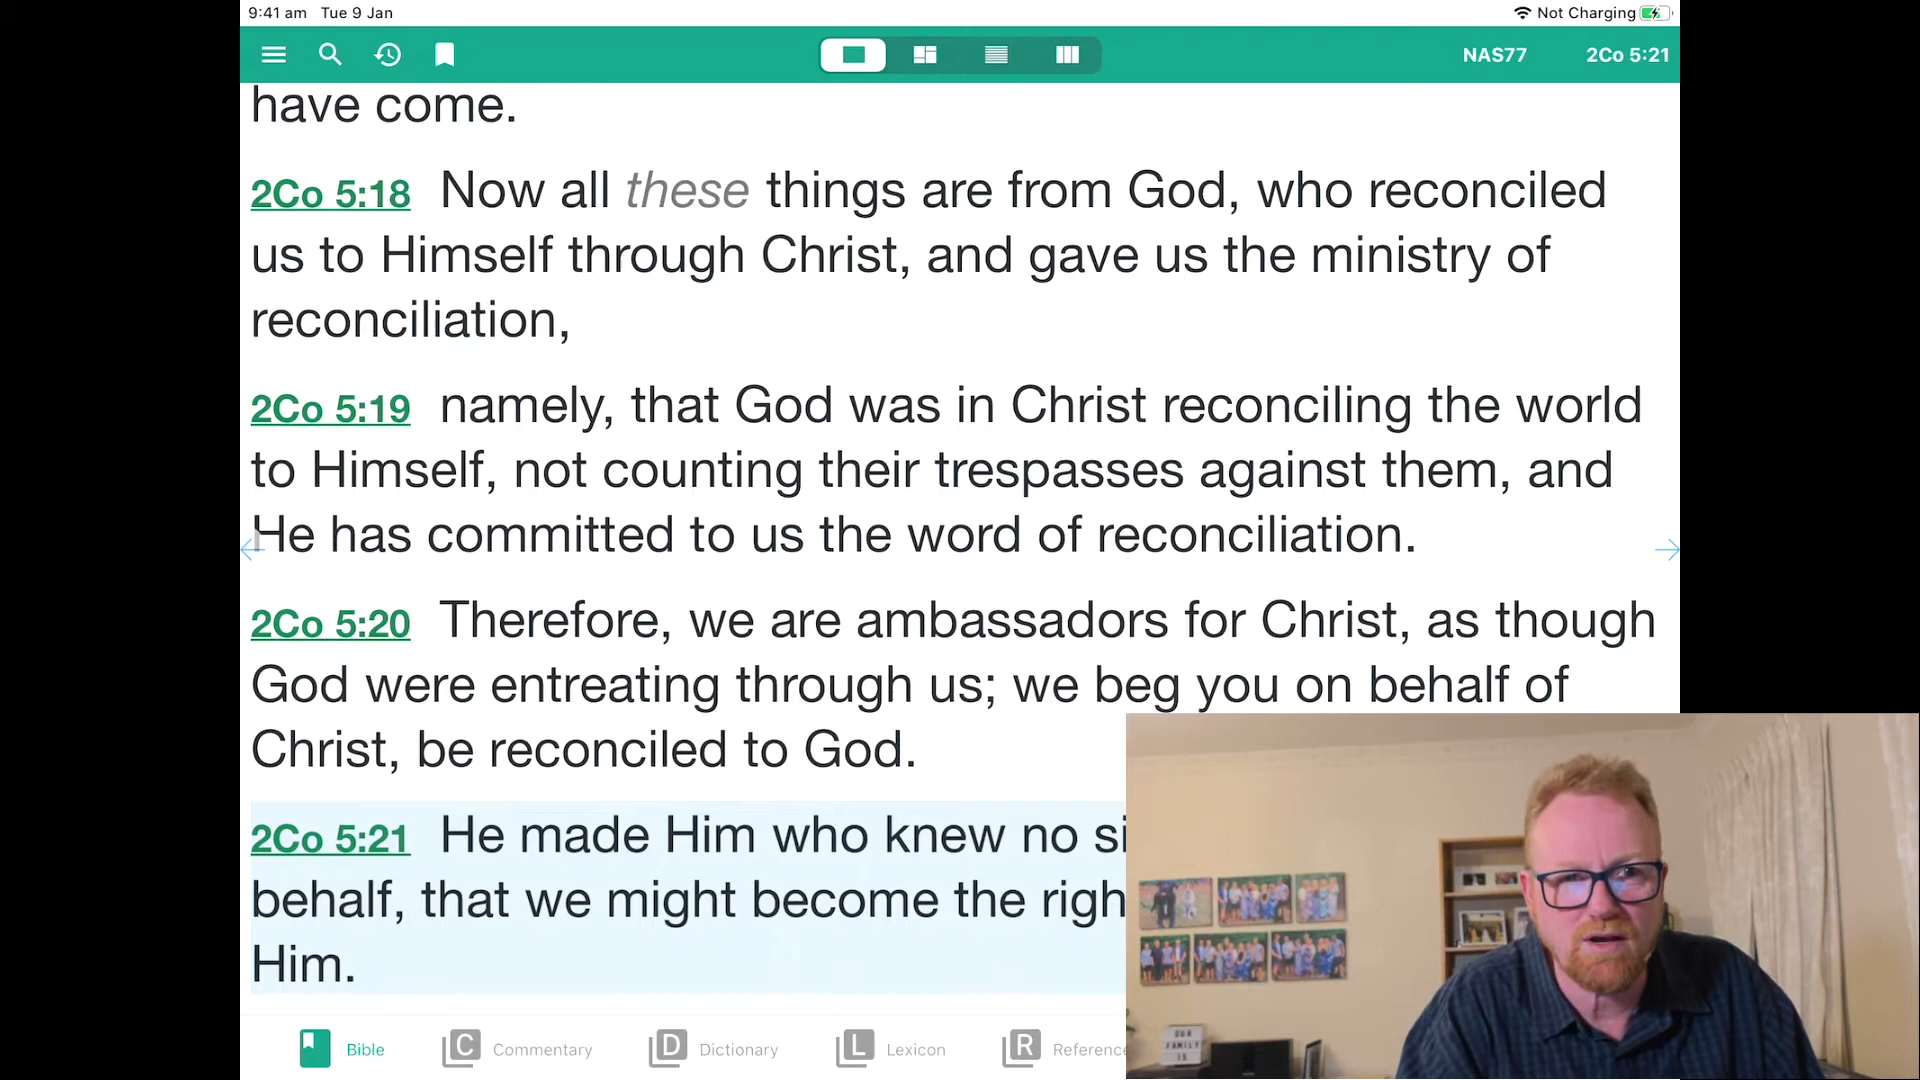 9:41 am Tue 9 Jan
Not Charging
NAS77
2Co 5:21
have come.
2Co 5:18 Now all these things are from God, who reconciled
us to Himself through Christ, and gave us the ministry of
reconciliation,
2Co 5:19 namely, that God was in Christ reconciling the world
to Himself, not counting their trespasses against them, and
He has committed to us the word of reconciliation.
2Co 5:20 Therefore, we are ambassadors for Christ, as though
God were entreating through us; we beg you on behalf of
Christ, be reconciled to God.
2Co 5:21 He made Him who knew no si
behalf, that we might become the righ
Him.
OUR
FAMILY
IS
Bible
C Commentary
D Dictionary
L Lexicon
R Referenc